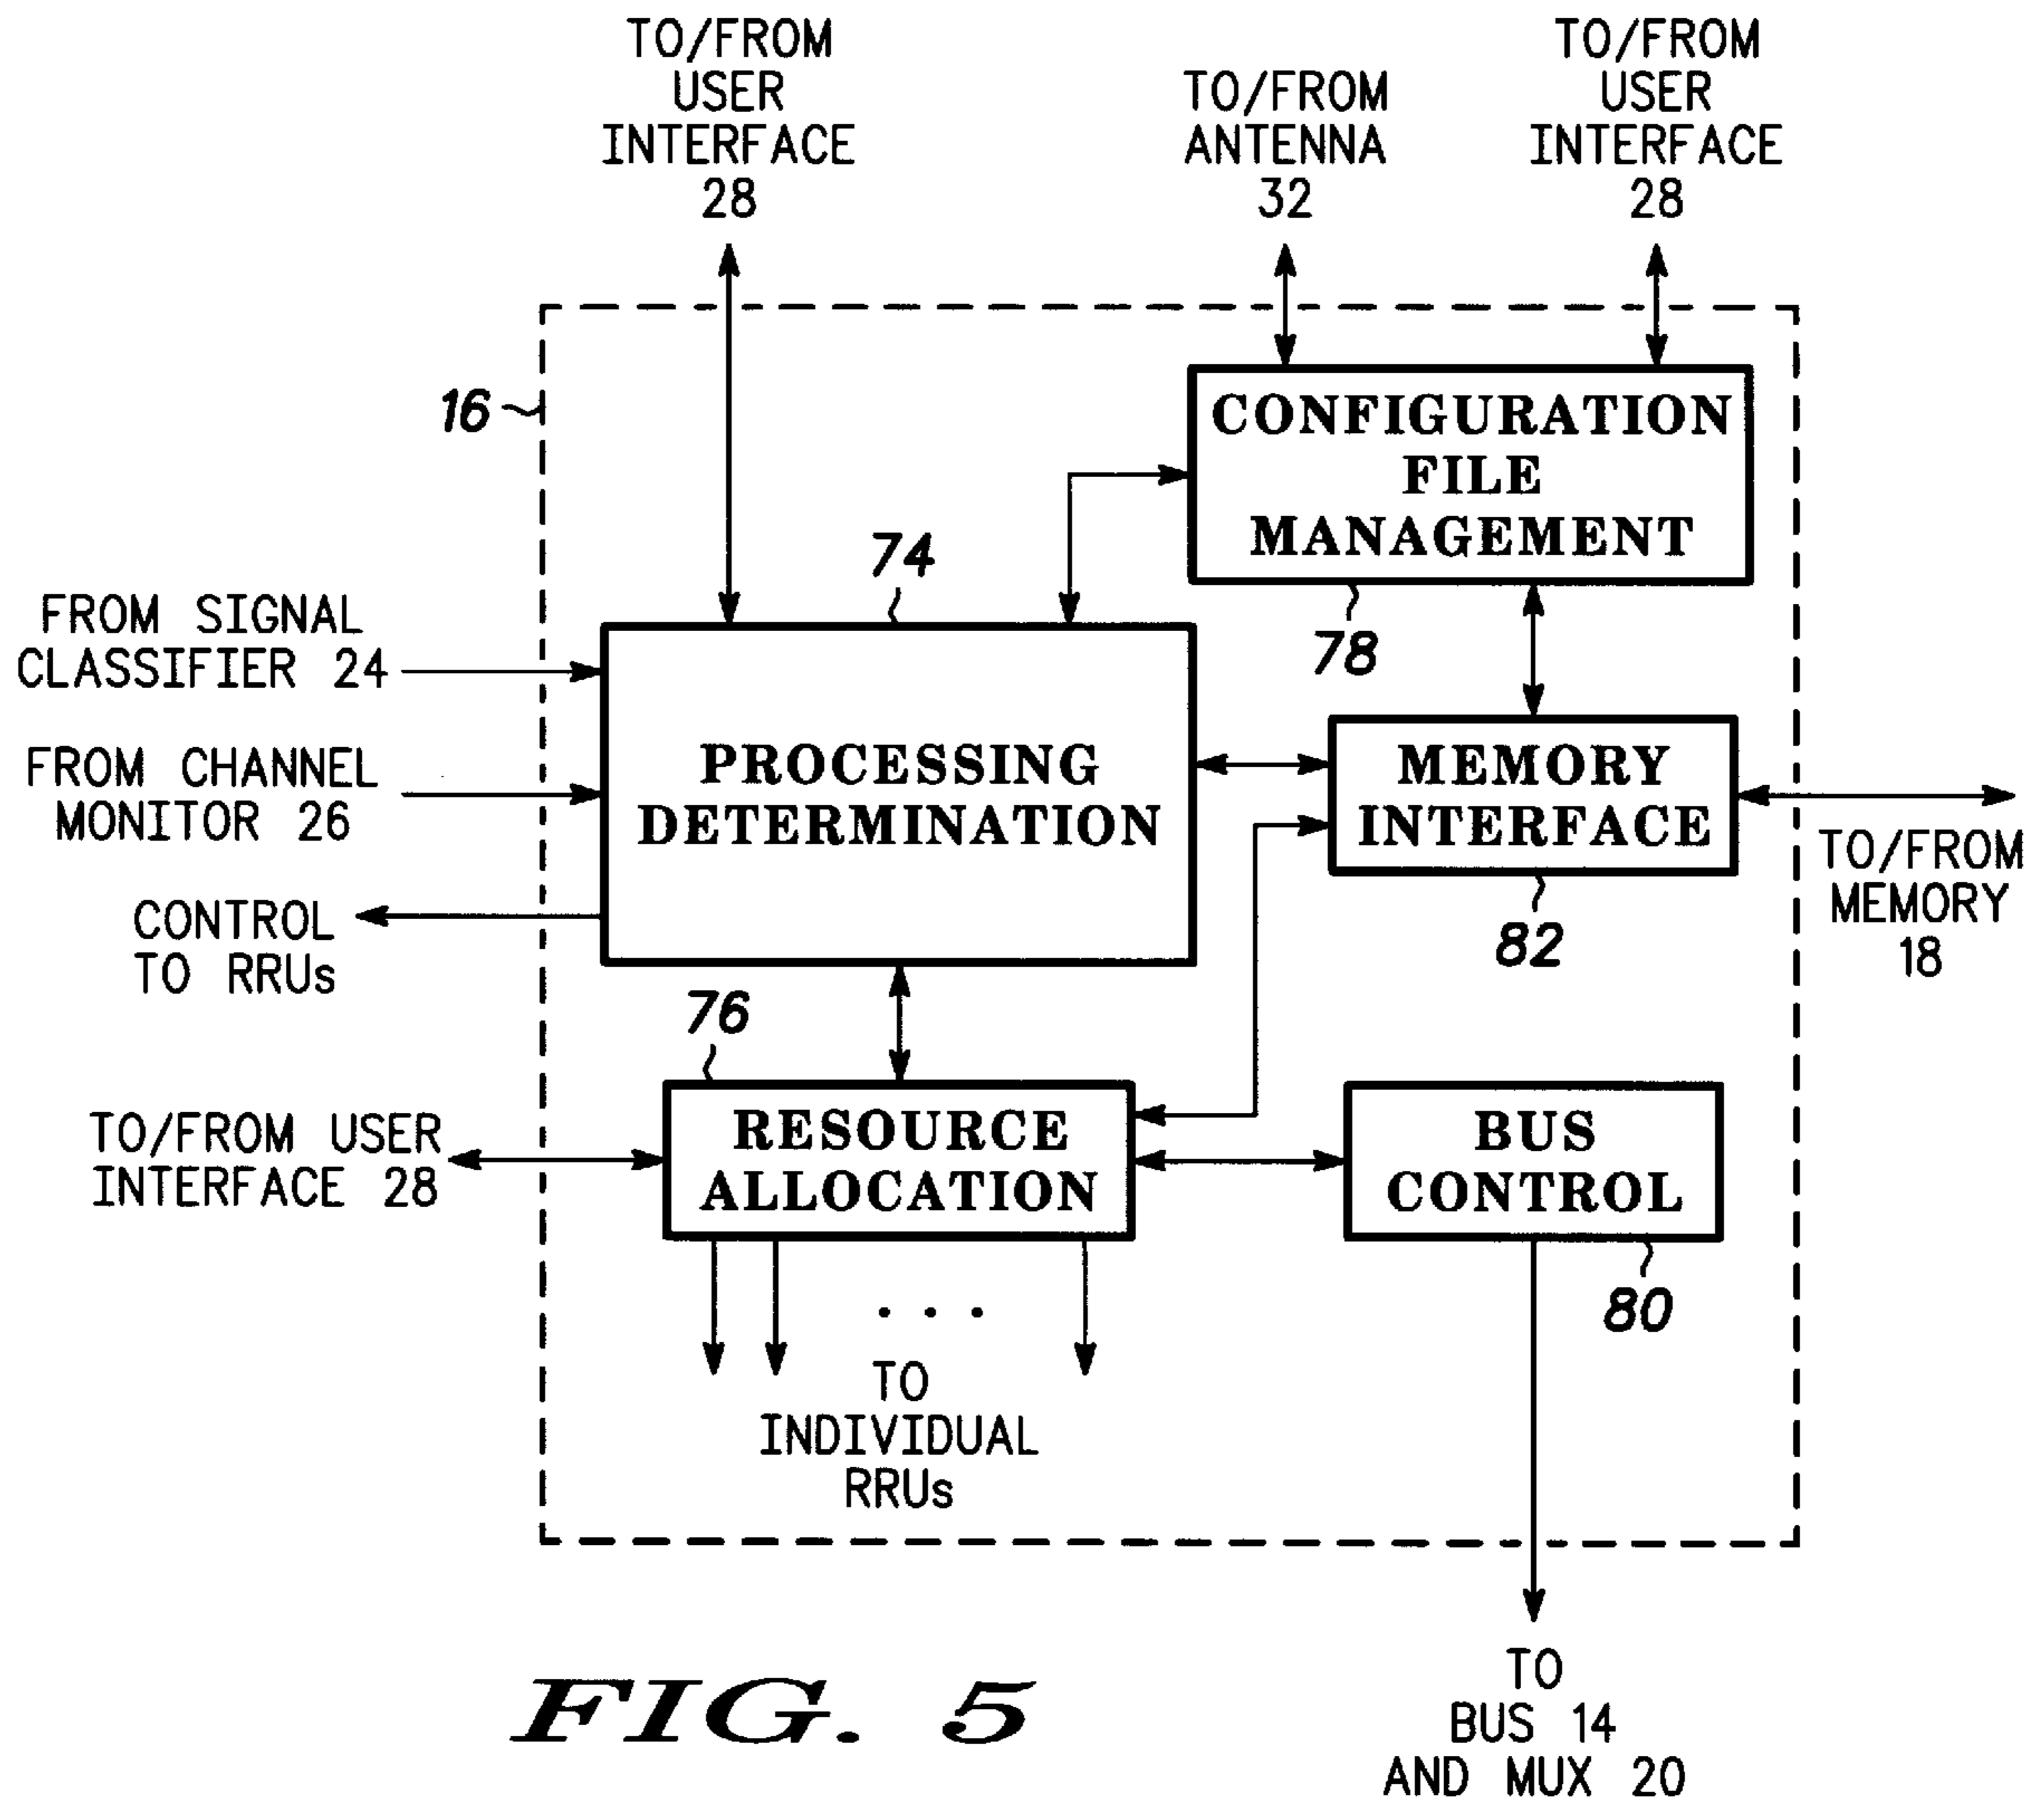 TO/FROM
USER
INTERFACE
28
TO/FROM
ANTENNA
32
TO/FROM
USER
INTERFACE
28
16
CONFIGURATION
FILE
MANAGEMENT
78
74
FROM SIGNAL
CLASSIFIER 24
FROM CHANNEL
MONITOR 26
CONTROL
TO RRUs
PROCESSING
DETERMINATION
MEMORY
INTERFACE
82
TO/FROM
MEMORY
18
76
TO/FROM USER
INTERFACE 28
RESOURCE
ALLOCATION
BUS
CONTROL
80
. . .
TO
INDIVIDUAL
RRUs
TO
BUS 14
AND MUX 20
FIG. 5